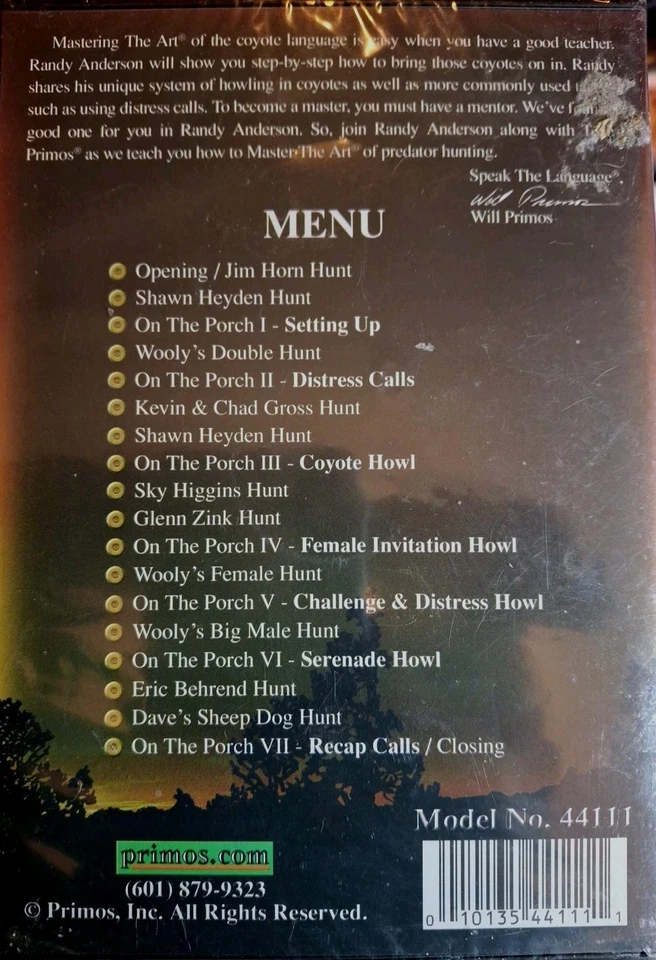 Mastering The Art® of the coyote language is easy when you have a good teacher.
Randy Anderson will show you step-by-step how to bring those coyotes on in. Randy
shares his unique system of howling in coyotes as well as more commonly used
such as using distress calls. To become a master, you must have a mentor. We've
good one for you in Randy Anderson. So, join Randy Anderson along with
Primos® as we teach you how to Master The Art® of predator hunting.
Speak The Language®
Will Primos
Will Primos
MENU
Opening / Jim Horn Hunt
Shawn Heyden Hunt
On The Porch I - Setting Up
Wooly's Double Hunt
On The Porch II - Distress Calls
Kevin & Chad Gross Hunt
Shawn Heyden Hunt
On The Porch III - Coyote Howl
Sky Higgins Hunt
Glenn Zink Hunt
On The Porch IV - Female Invitation Howl
Wooly's Female Hunt
On The Porch V - Challenge & Distress Howl
Wooly's Big Male Hunt
On The Porch VI - Serenade Howl
Eric Behrend Hunt
Dave's Sheep Dog Hunt
On The Porch VII - Recap Calls / Closing
Model No. 44111
primos.com
(601) 879-9323
© Primos, Inc. All Rights Reserved.
0 10135 44111 1